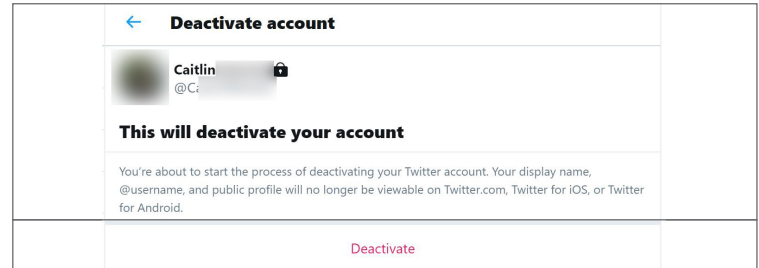 Deactivate account
Caitlin
@Ca
This will deactivate your account
You're about to start the process of deactivating your Twitter account. Your display name,
@username, and public profile will no longer be viewable on Twitter.com, Twitter for iOS, or Twitter
for Android.
Deactivate